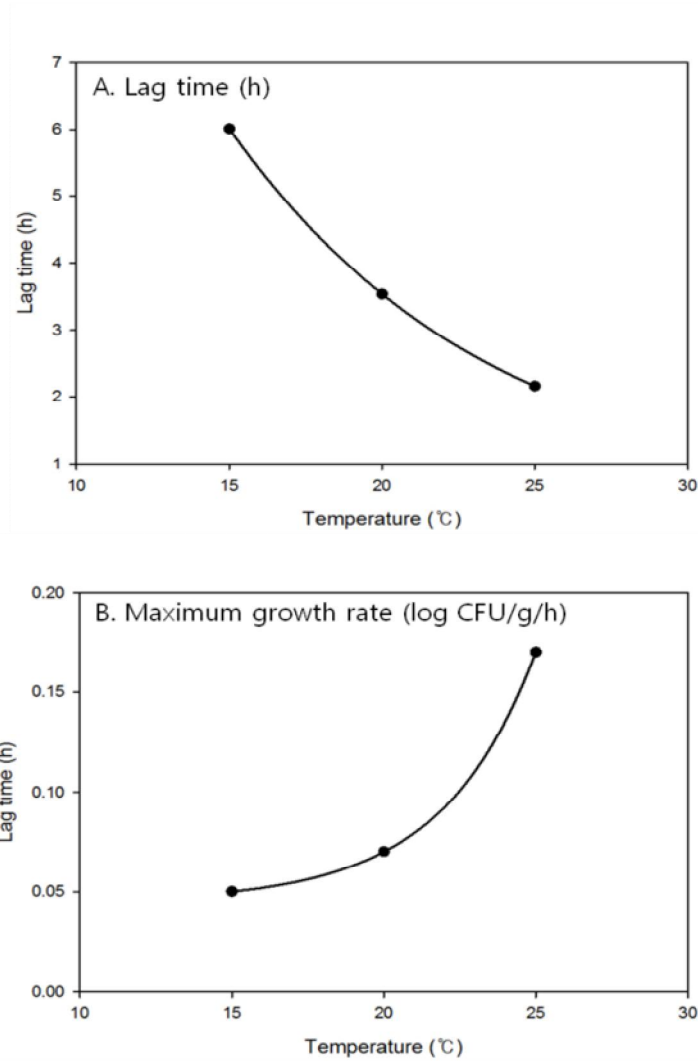 A. Lag time (h)
7
6
5
4
3
2
1
Lag time (h)
10 15 20 25 30
Temperature (℃)
B. Maximum growth rate (log CFU/g/h)
0.20
0.15
0.10
0.05
0.00
Lag time (h)
10 15 20 25 30
Temperature (℃)